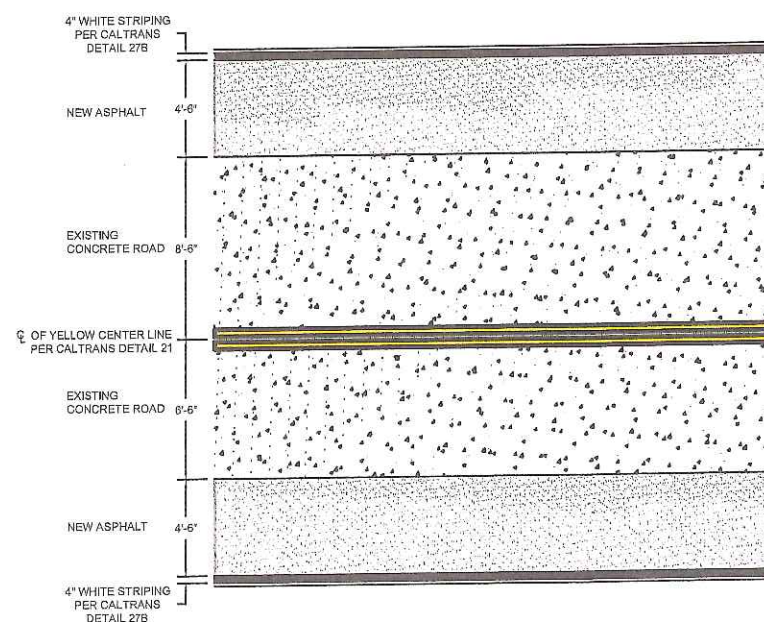 4" WHITE STRIPING
PER CALTRANS
DETAIL 27B
NEW ASPHALT 4'-6"
EXISTING
CONCRETE ROAD 8'-6"
℄ OF YELLOW CENTER LINE
PER CALTRANS DETAIL 21
EXISTING
CONCRETE ROAD 6'-6"
NEW ASPHALT 4'-6"
4" WHITE STRIPING
PER CALTRANS
DETAIL 27B